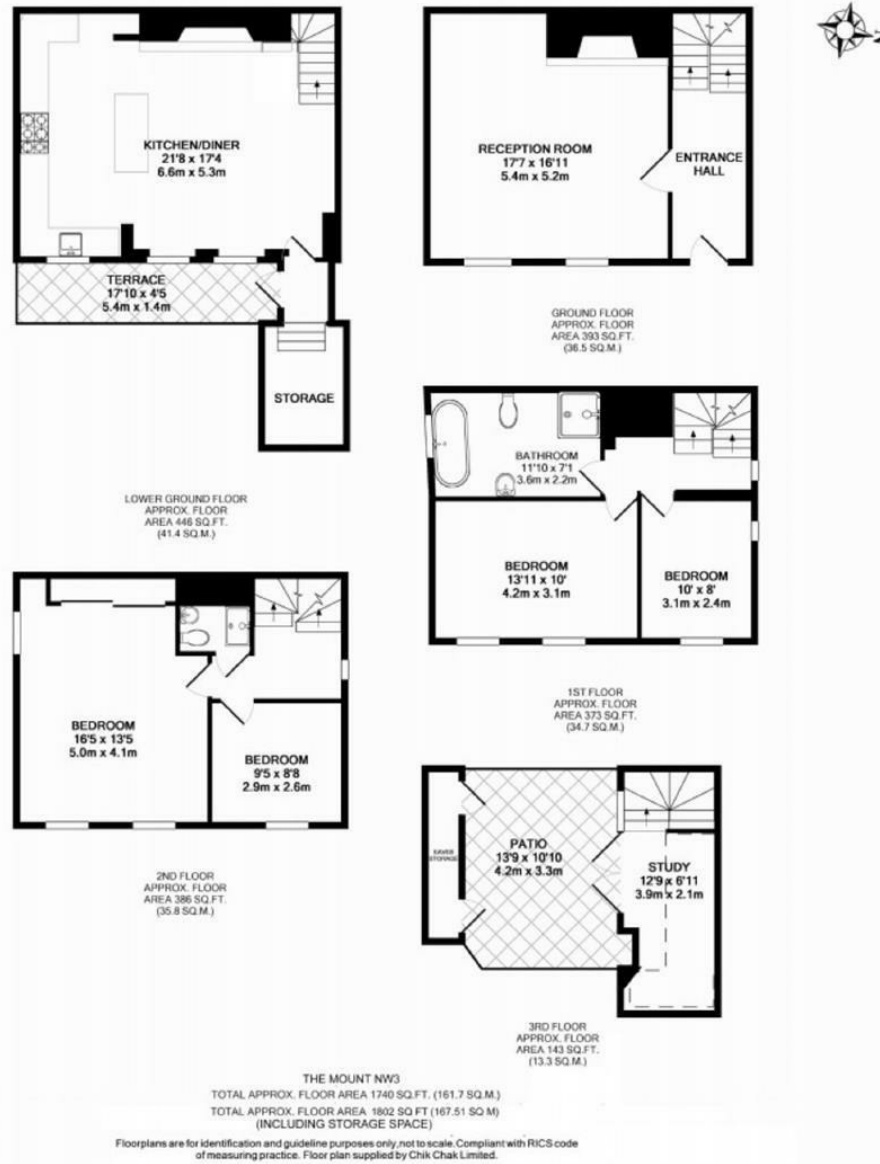 KITCHEN/DINER
21'8 x 17'4
6.6m x 5.3m
TERRACE
17'10 x 4'5
5.4m x 1.4m
STORAGE
LOWER GROUND FLOOR
APPROX. FLOOR
AREA 446 SQ.FT.
(41.4 SQ.M.)
RECEPTION ROOM
17'7 x 16'11
5.4m x 5.2m
ENTRANCE
HALL
GROUND FLOOR
APPROX. FLOOR
AREA 393 SQ.FT.
(36.5 SQ.M.)
BATHROOM
11'10 x 7'1
3.6m x 2.2m
BEDROOM
13'11 x 10'
4.2m x 3.1m
BEDROOM
10' x 8'
3.1m x 2.4m
1ST FLOOR
APPROX. FLOOR
AREA 373 SQ.FT.
(34.7 SQ.M.)
BEDROOM
16'5 x 13'5
5.0m x 4.1m
BEDROOM
9'5 x 8'8
2.9m x 2.6m
2ND FLOOR
APPROX. FLOOR
AREA 386 SQ.FT.
(35.8 SQ.M.)
EAVES
STORAGE
PATIO
13'9 x 10'10
4.2m x 3.3m
STUDY
12'9 x 6'11
3.9m x 2.1m
3RD FLOOR
APPROX. FLOOR
AREA 143 SQ.FT.
(13.3 SQ.M.)
THE MOUNT NW3
TOTAL APPROX. FLOOR AREA 1740 SQ.FT. (161.7 SQ.M.)
TOTAL APPROX. FLOOR AREA 1802 SQ FT (167.51 SQ M)
(INCLUDING STORAGE SPACE)
Floorplans are for identification and guideline purposes only,not to scale. Compliant with RICS code
of measuring practice. Floor plan supplied by Chik Chak Limited.